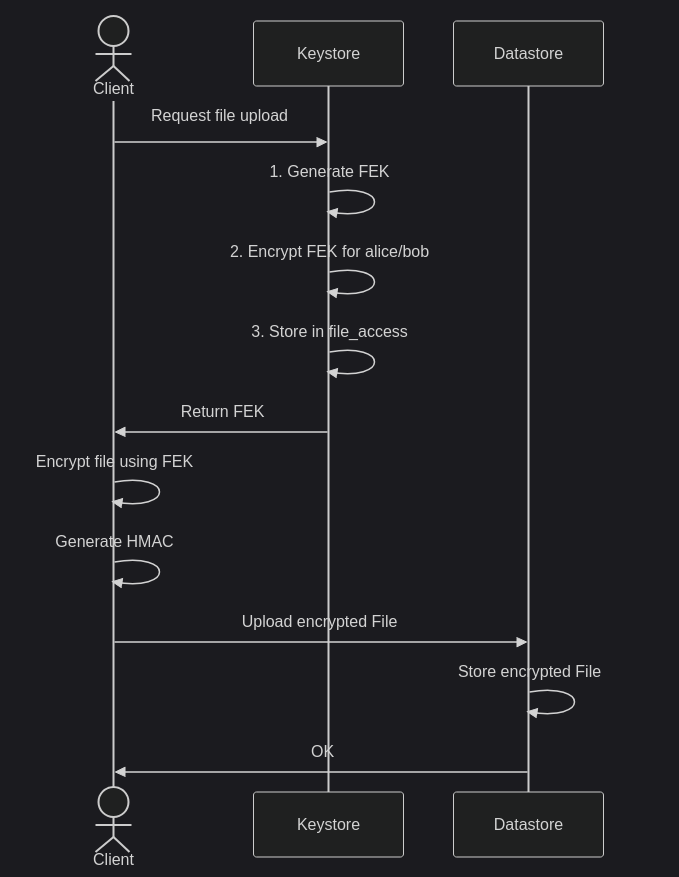 Client
Keystore
Datastore
Request file upload
1. Generate FEK
2. Encrypt FEK for alice/bob
3. Store in file_access
Return FEK
Encrypt file using FEK
Generate HMAC
Upload encrypted File
Store encrypted File
OK
Client
Keystore
Datastore